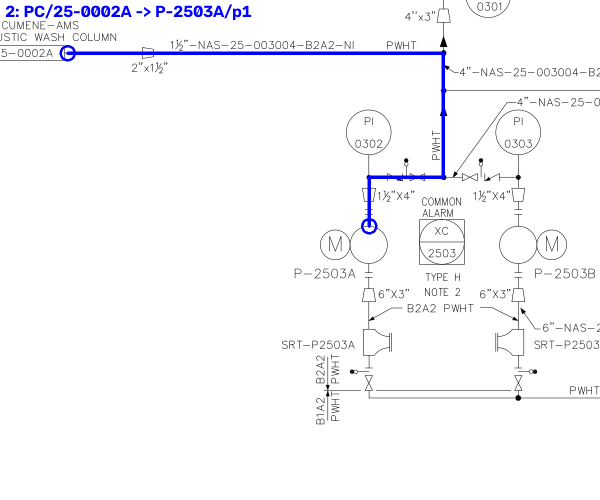 2: PC/25-0002A -> P-2503A/p1
0301
4"x3"
CUMENE-AMS
USTIC WASH COLUMN
5-0002A
1½"-NAS-25-003004-B2A2-NI
PWHT
2"x1½"
4"-NAS-25-003004-B2
4"-NAS-25-0
PI
0302
PWHT
PI
0303
1½"X4"
COMMON
ALARM
1½"X4"
XC
2503
M
M
P-2503A
TYPE H
NOTE 2
P-2503B
6"X3"
6"X3"
B2A2 PWHT
6"-NAS-2
SRT-P2503A
SRT-P2503
B2A2
PWHT
B1A2
PWHT
PWHT